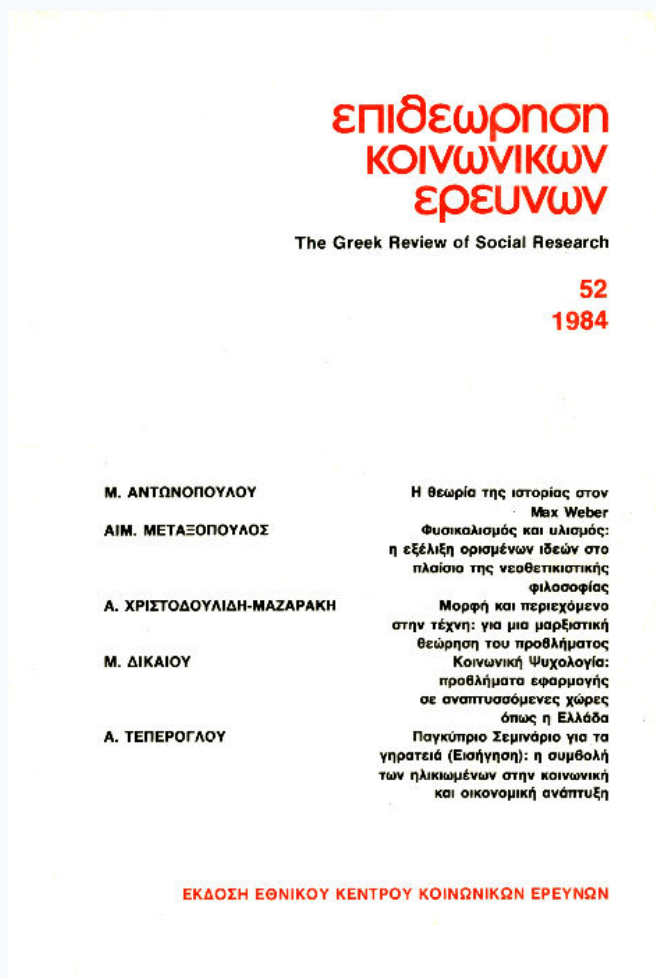 επιθεωρηση
κοινωνικων
ερευνων
The Greek Review of Social Research
52
1984
Μ. ΑΝΤΩΝΟΠΟΥΛΟΥ
Η θεωρία της ιστορίας στον
Max Weber
ΑΙΜ. ΜΕΤΑΞΟΠΟΥΛΟΣ
Φυσικαλισμός και υλισμός:
η εξέλιξη ορισμένων ιδεών στο
πλαίσιο της νεοθετικιστικής
φιλοσοφίας
Α. ΧΡΙΣΤΟΔΟΥΛΙΔΗ-ΜΑΖΑΡΑΚΗ
Μορφή και περιεχόμενο
στην τέχνη: για μια μαρξιστική
θεώρηση του προβλήματος
Μ. ΔΙΚΑΙΟΥ
Κοινωνική Ψυχολογία:
προβλήματα εφαρμογής
σε αναπτυσσόμενες χώρες
όπως η Ελλάδα
Α. ΤΕΠΕΡΟΓΛΟΥ
Παγκύπριο Σεμινάριο για τα
γηρατειά (Εισήγηση): η συμβολή
των ηλικιωμένων στην κοινωνική
και οικονομική ανάπτυξη
ΕΚΔΟΣΗ ΕΘΝΙΚΟΥ ΚΕΝΤΡΟΥ ΚΟΙΝΩΝΙΚΩΝ ΕΡΕΥΝΩΝ